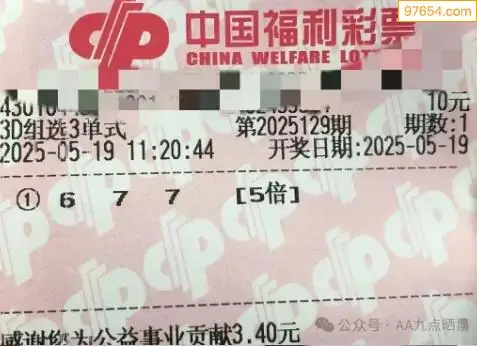 97654.com
中国福利彩票
CHINA WELFARE LOT
10元
3D组选3单式 第2025129期 期数:1
2025-05-19 11:20:44 开奖日期:2025-05-19
① 6 7 7 [5倍]
感谢您为公益事业贡献3.40元
公众号·AA九点晒票